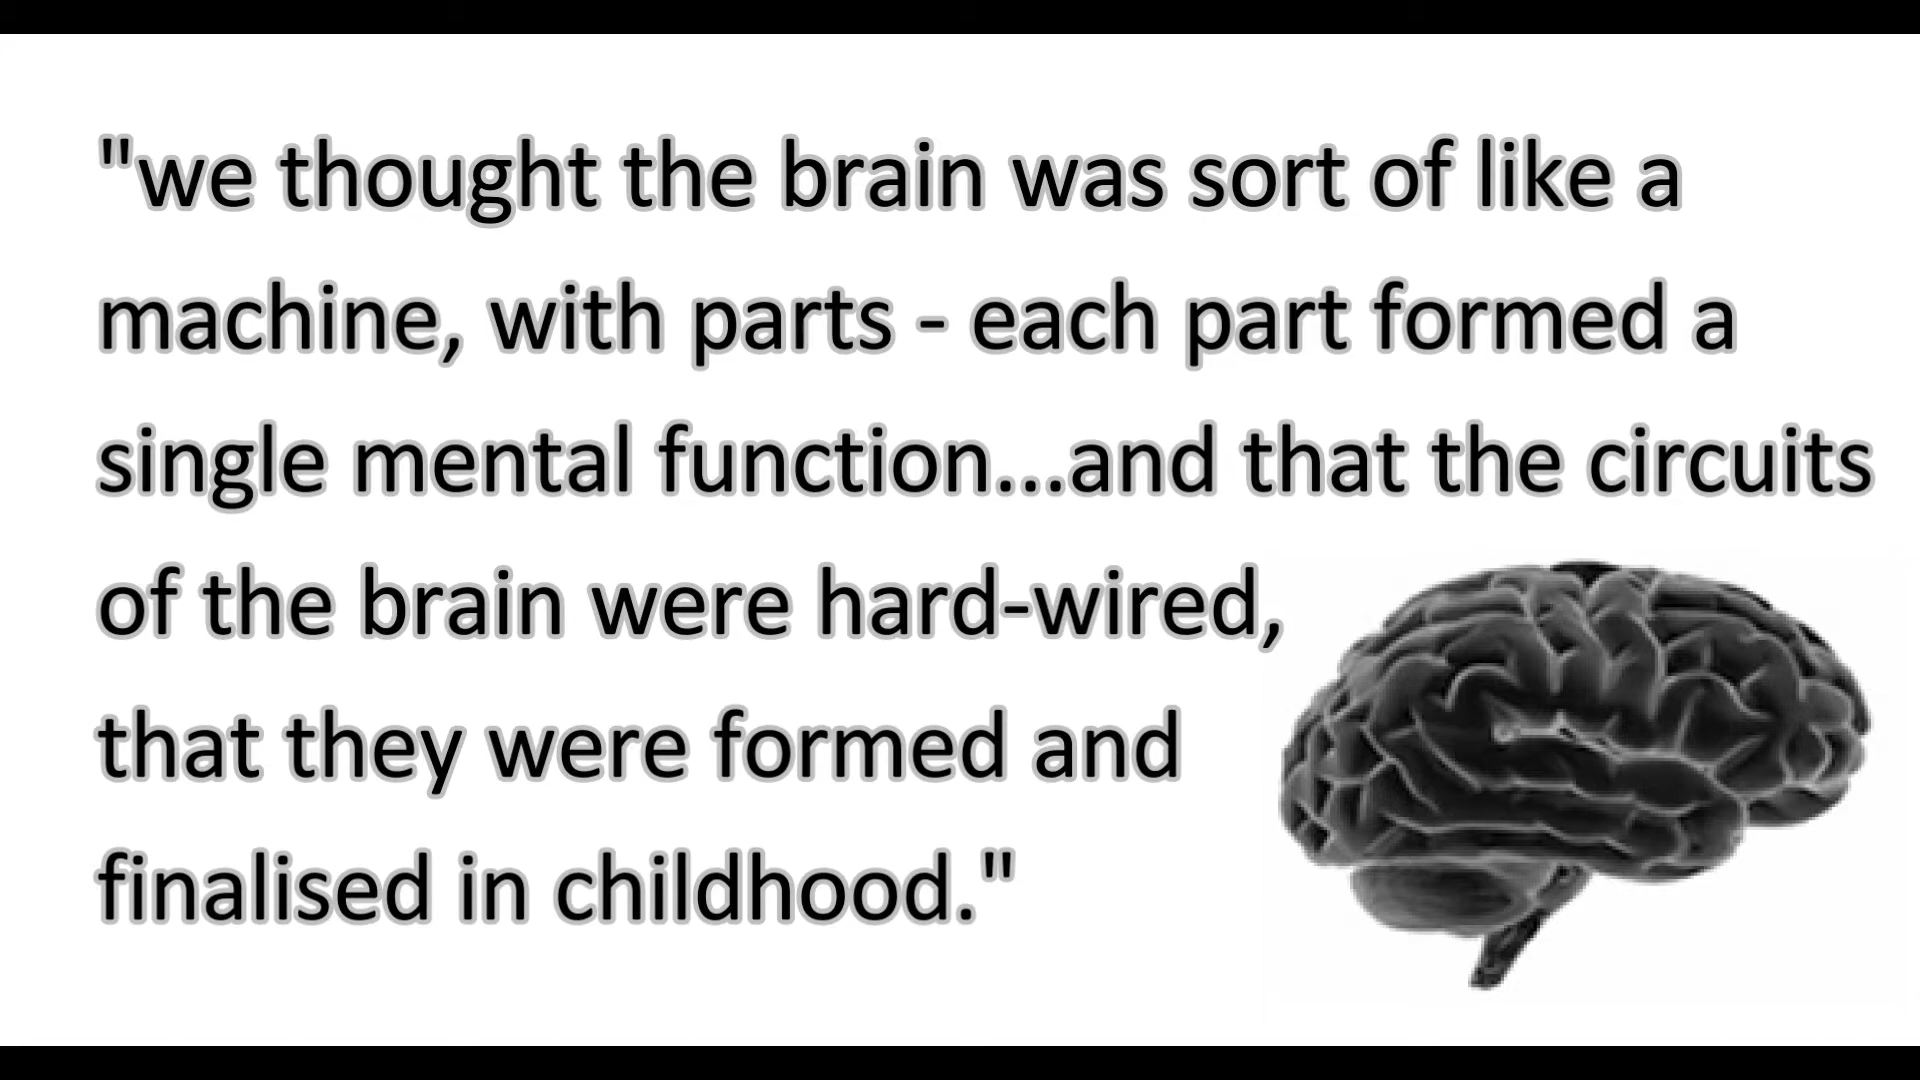 "we thought the brain was sort of like a
machine, with parts - each part formed a
single mental function...and that the circuits
of the brain were hard-wired,
that they were formed and
finalised in childhood."